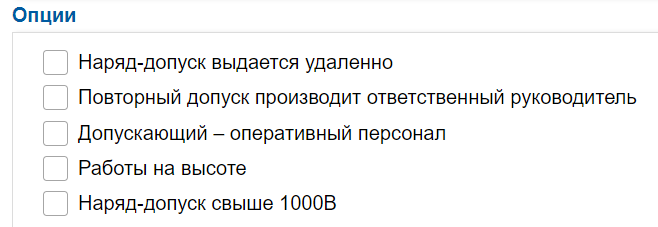 Опции
Наряд-допуск выдается удаленно
Повторный допуск производит ответственный руководитель
Допускающий – оперативный персонал
Работы на высоте
Наряд-допуск свыше 1000В